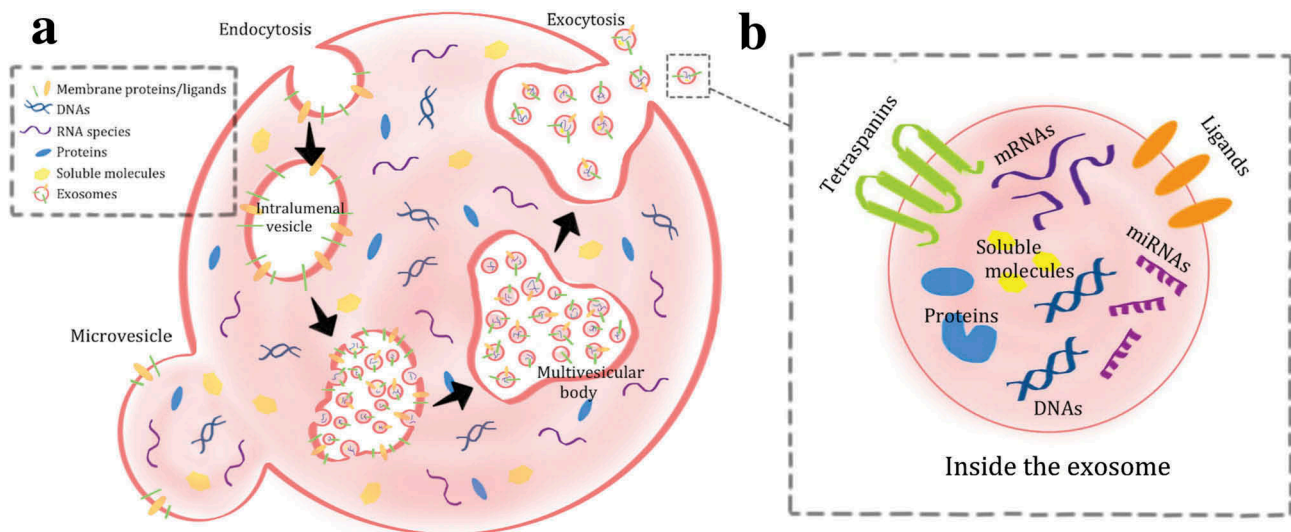 a
Endocytosis
Exocytosis
Membrane proteins/ligands
DNAs
RNA species
Proteins
Soluble molecules
Exosomes
Intralumenal
vesicle
Microvesicle
Multivesicular
body
b
Tetraspanins
mRNAs
Ligands
Soluble
molecules
miRNAs
Proteins
DNAs
Inside the exosome